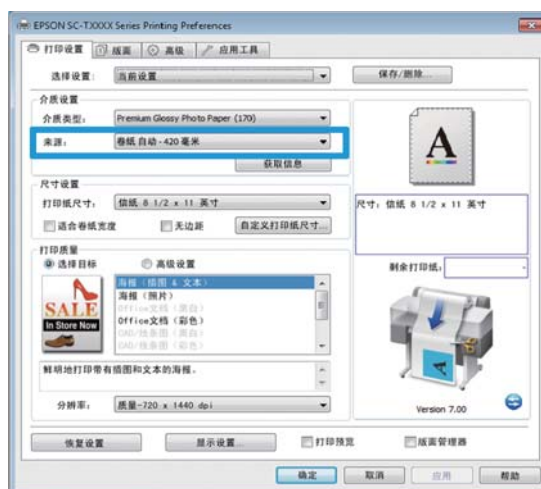 EPSON SC-TXXXX Series Printing Preferences
打印设置 版面 高级 应用工具
选择设置: 当前设置 保存/删除...
介质设置
介质类型: Premium Glossy Photo Paper (170)
来源: 卷纸 自动-420 毫米
获取信息
尺寸设置
打印纸尺寸: 信纸 8 1/2 x 11 英寸
适合卷纸宽度 无边距 自定义打印纸尺寸...
打印质量
选择目标 高级设置
SALE
In Store Now
海报 (插图 & 文本)
海报 (照片)
Office文档 (黑白)
Office文档 (彩色)
CAD/线条图 (黑白)
CAD/线条图 (彩色)
鲜明地打印带有插图和文本的海报。
分辨率: 质量-720 x 1440 dpi
A
尺寸: 信纸 8 1/2 x 11 英寸
剩余打印纸:
A
Version 7.00
恢复设置 显示设置... 打印预览 版面管理器
确定 取消 应用 帮助